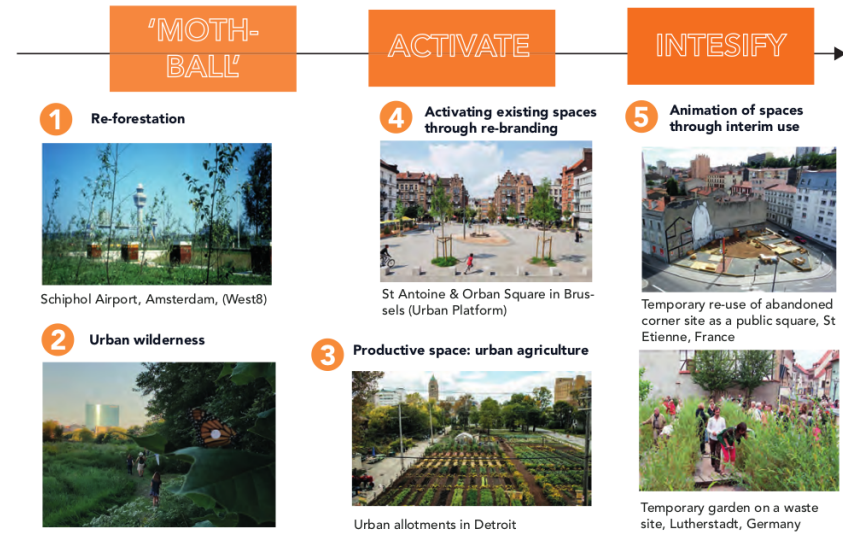 'MOTH-
BALL'
ACTIVATE
INTESIFY
1 Re-forestation
Schiphol Airport, Amsterdam, (West8)
2 Urban wilderness
4 Activating existing spaces
through re-branding
St Antoine & Orban Square in Brus-
sels (Urban Platform)
3 Productive space: urban agriculture
Urban allotments in Detroit
5 Animation of spaces
through interim use
Temporary re-use of abandoned
corner site as a public square, St
Etienne, France
Temporary garden on a waste
site, Lutherstadt, Germany